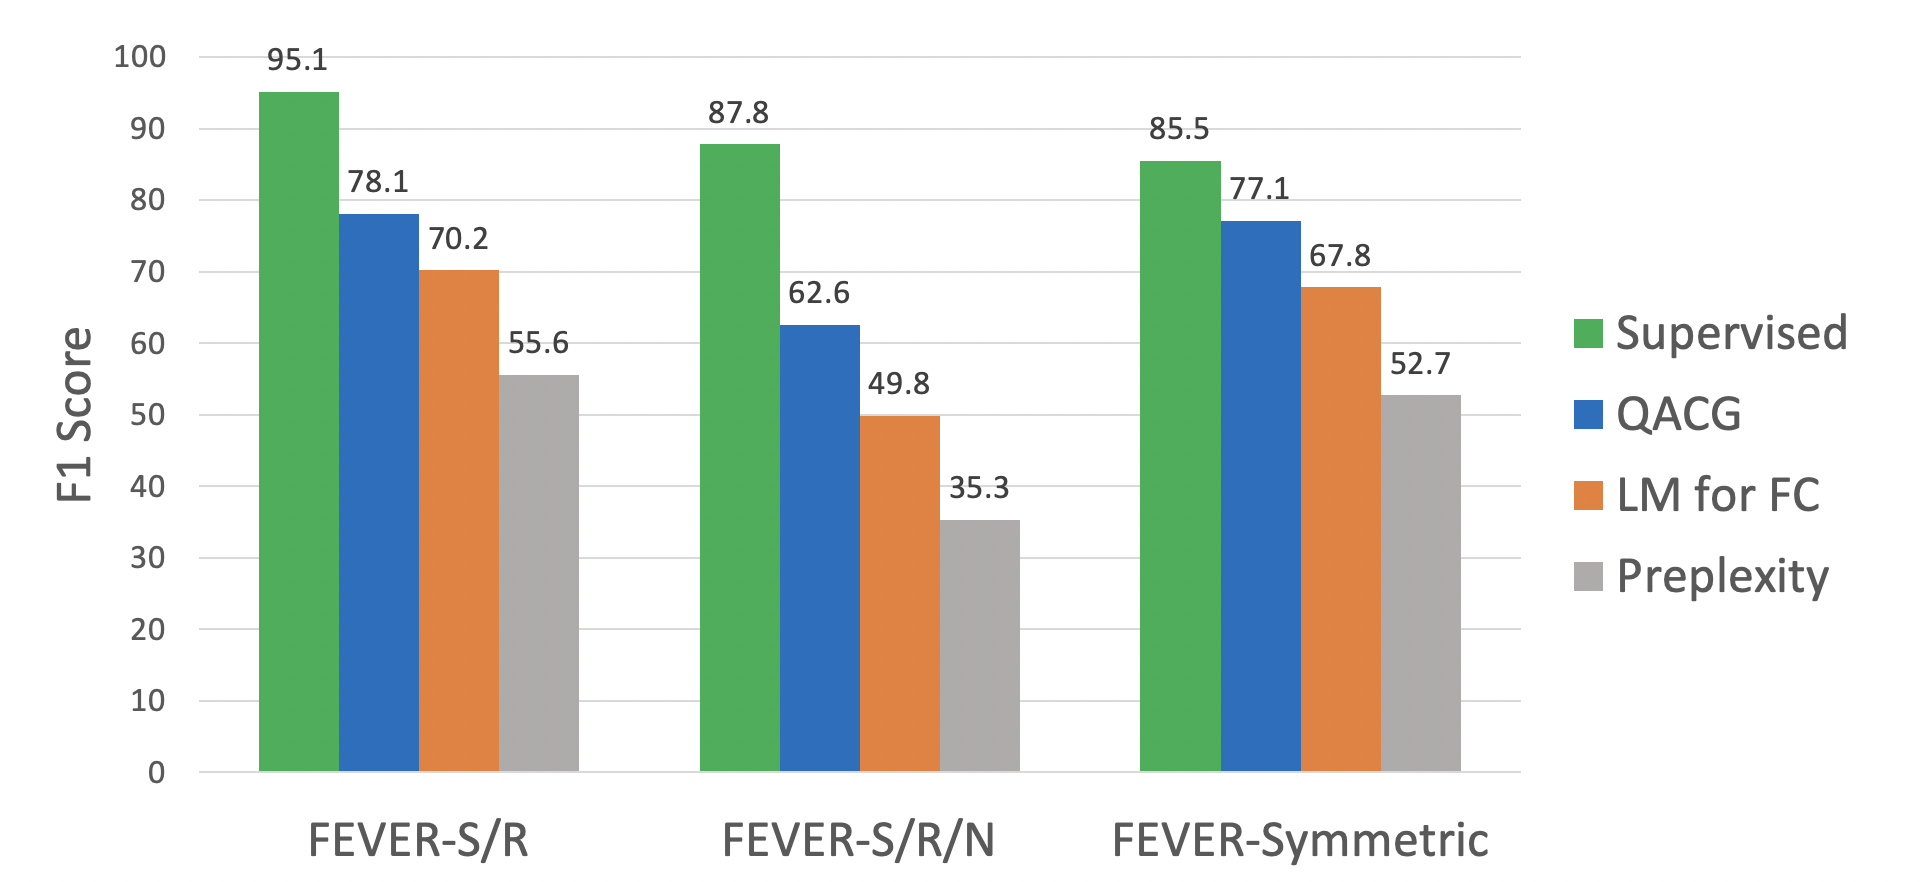 F1 Score
100
90
80
70
60
50
40
30
20
10
0
95.1
78.1
70.2
55.6
87.8
62.6
49.8
35.3
85.5
77.1
67.8
52.7
FEVER-S/R
FEVER-S/R/N
FEVER-Symmetric
Supervised
QACG
LM for FC
Preplexity